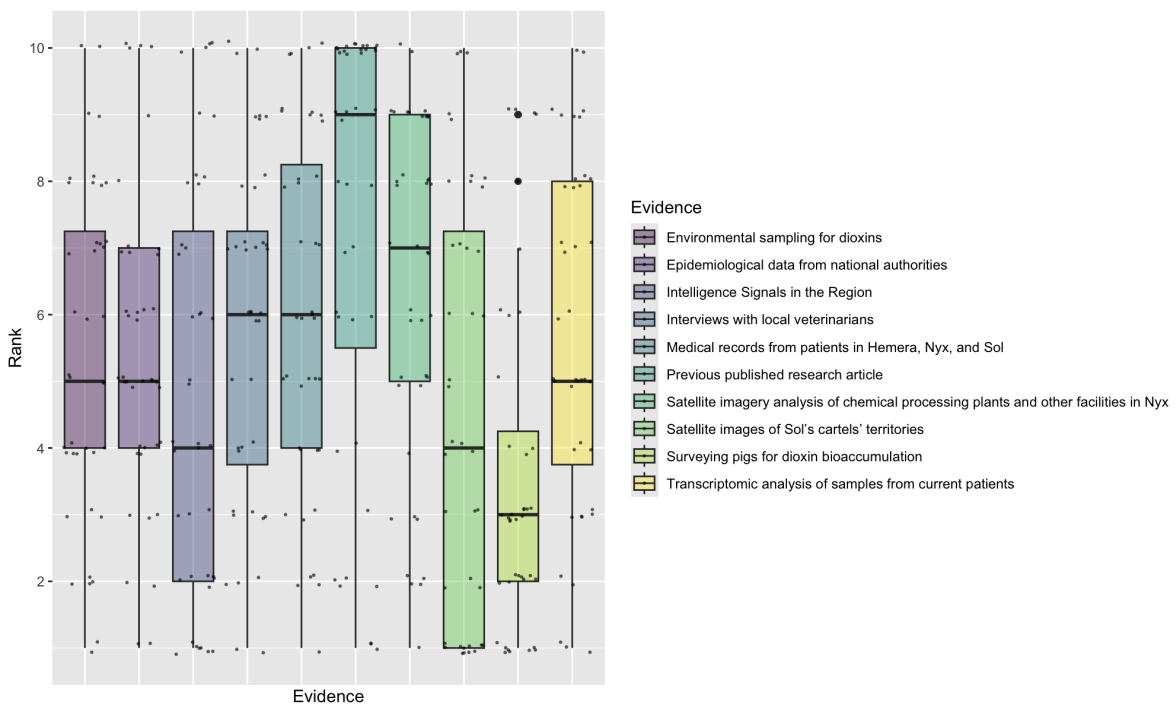 10
8
6
4
2
Rank
Evidence
Evidence
Environmental sampling for dioxins
Epidemiological data from national authorities
Intelligence Signals in the Region
Interviews with local veterinarians
Medical records from patients in Hemera, Nyx, and Sol
Previous published research article
Satellite imagery analysis of chemical processing plants and other facilities in Nyx
Satellite images of Sol’s cartels’ territories
Surveying pigs for dioxin bioaccumulation
Transcriptomic analysis of samples from current patients